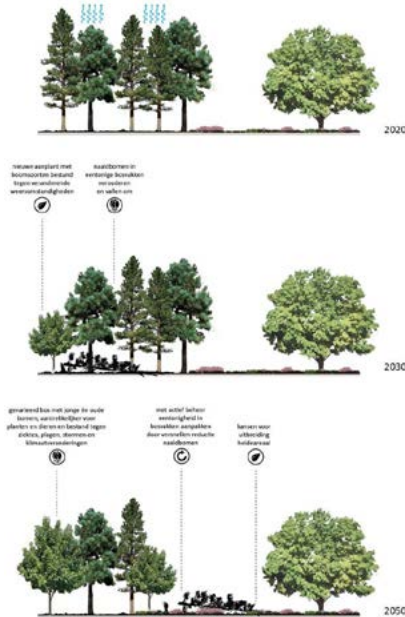 2020
nieuwe aanplant met
boomsoorten bestand
tegen veranderende
weersomstandigheden
naaldbomen in
eentonige bosvakken
verouderen
en vallen om
2030
gevarieerd bos met jonge én oude
bomen, aantrekkelijker voor
planten en dieren en bestand tegen
ziektes, plagen, stormen en
klimaatveranderingen
met actief beheer
eentonigheid in
bosvakken aanpakken
door versnellen reductie
naaldbomen
kansen voor
uitbreiding
heideareaal
2050